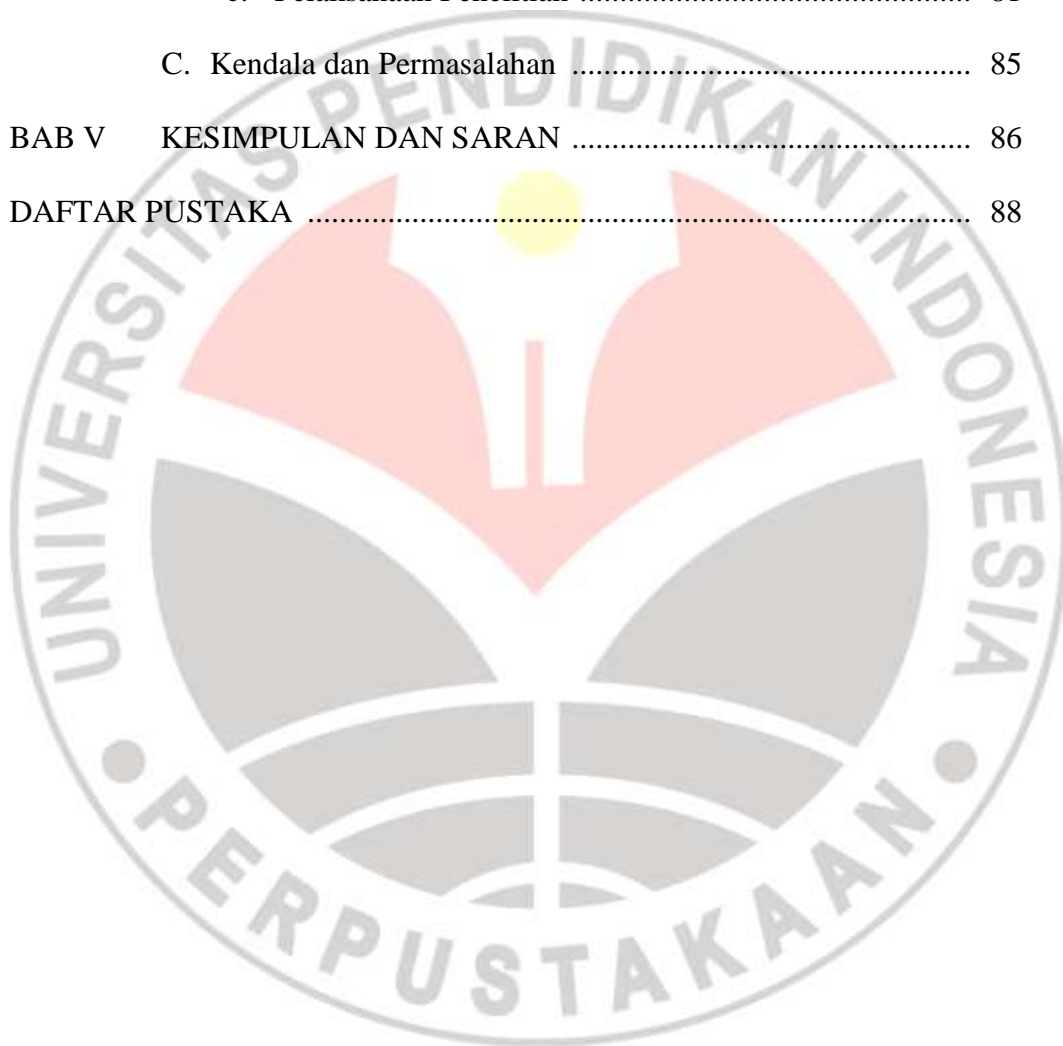 C. Kendala dan Permasalahan .......................................... 85
BAB V KESIMPULAN DAN SARAN .......................................... 86
DAFTAR PUSTAKA ...................................................................... 88
UNIVERSITAS PENDIDIKAN INDONESIA
PERPUSTAKAAN